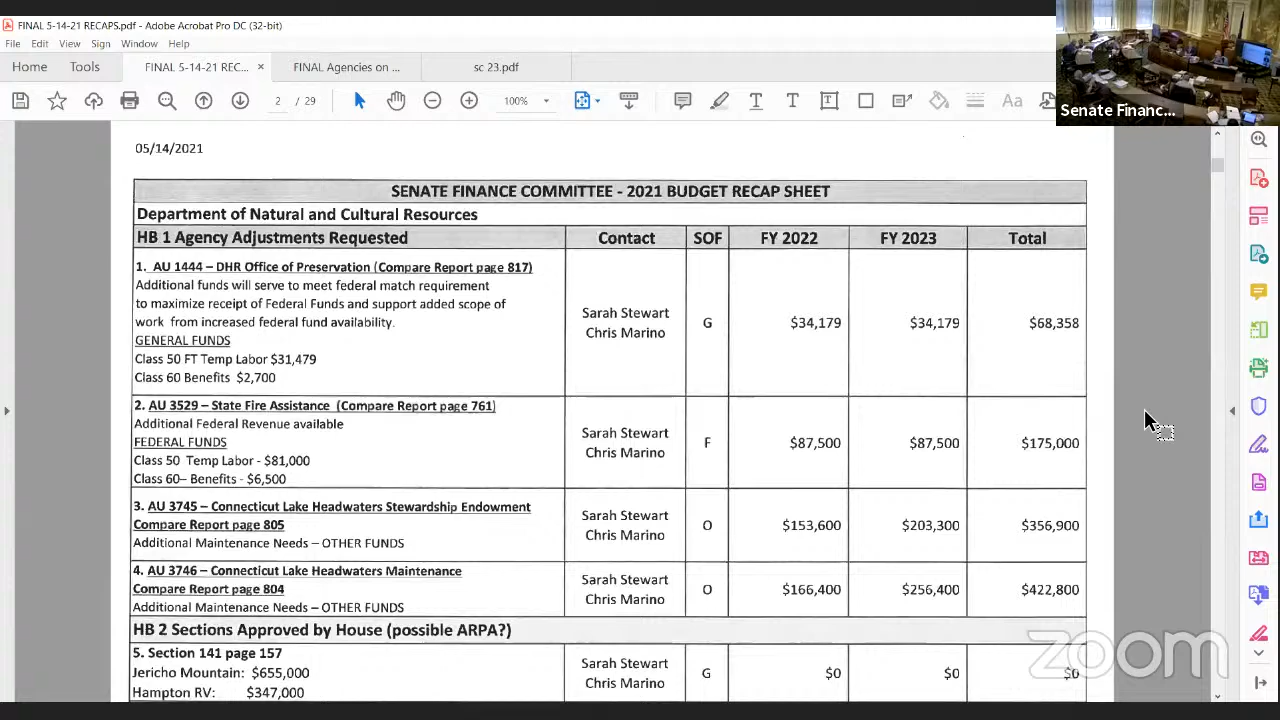 FINAL 5-14-21 RECAPS.pdf - Adobe Acrobat Pro DC (32-bit)
File Edit View Sign Window Help
Home Tools FINAL 5-14-21 REC... × FINAL Agencies on ... sc 23.pdf
2 / 29 100%
Senate Financ...
05/14/2021
SENATE FINANCE COMMITTEE - 2021 BUDGET RECAP SHEET
Department of Natural and Cultural Resources
HB 1 Agency Adjustments Requested Contact SOF FY 2022 FY 2023 Total
1. AU 1444 – DHR Office of Preservation (Compare Report page 817)
Additional funds will serve to meet federal match requirement
to maximize receipt of Federal Funds and support added scope of
work from increased federal fund availability.
GENERAL FUNDS
Class 50 FT Temp Labor $31,479
Class 60 Benefits $2,700
Sarah Stewart
Chris Marino
G $34,179 $34,179 $68,358
2. AU 3529 – State Fire Assistance (Compare Report page 761)
Additional Federal Revenue available
FEDERAL FUNDS
Class 50 Temp Labor - $81,000
Class 60– Benefits - $6,500
Sarah Stewart
Chris Marino
F $87,500 $87,500 $175,000
3. AU 3745 – Connecticut Lake Headwaters Stewardship Endowment
Compare Report page 805
Additional Maintenance Needs – OTHER FUNDS
Sarah Stewart
Chris Marino
O $153,600 $203,300 $356,900
4. AU 3746 – Connecticut Lake Headwaters Maintenance
Compare Report page 804
Additional Maintenance Needs – OTHER FUNDS
Sarah Stewart
Chris Marino
O $166,400 $256,400 $422,800
HB 2 Sections Approved by House (possible ARPA?)
5. Section 141 page 157
Jericho Mountain: $655,000
Hampton RV: $347,000
Sarah Stewart
Chris Marino
G $0 $0 $0
zoom